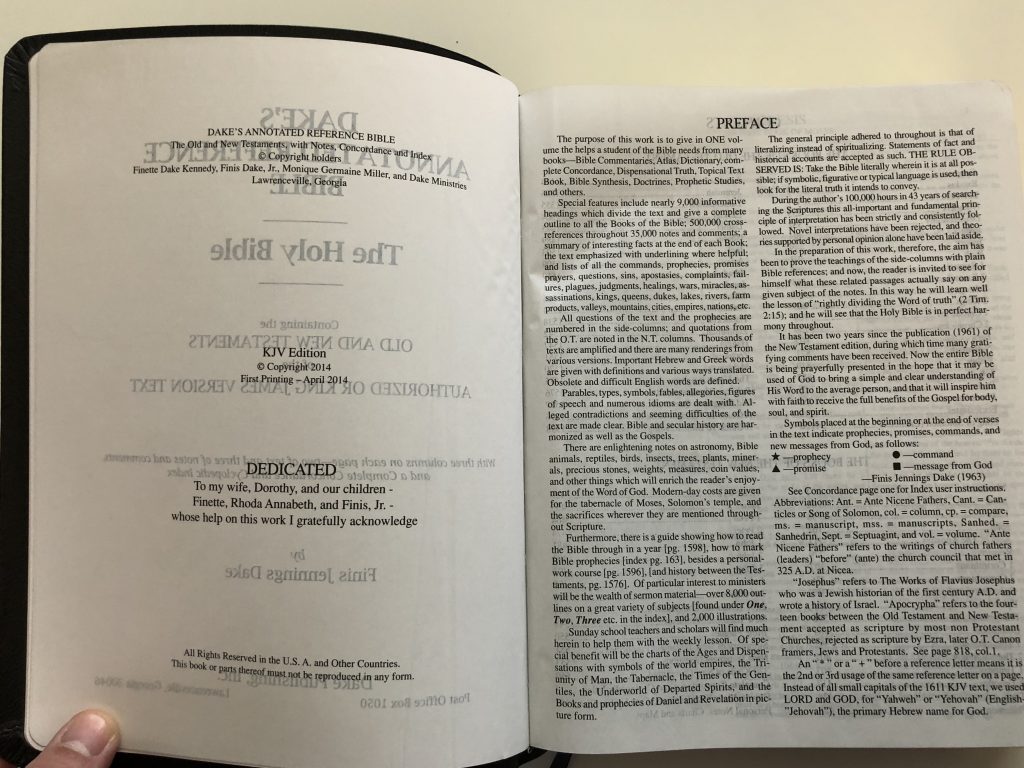 DAKE'S ANNOTATED REFERENCE BIBLE
The Old and New Testaments, with Notes, Concordance and Index
© Copyright holders
Finette Dake Kennedy, Finis Dake, Jr., Monique Germaine Miller, and Dake Ministries
Lawrenceville, Georgia
KJV Edition
© Copyright 2014
First Printing - April 2014
DEDICATED
To my wife, Dorothy, and our children -
Finette, Rhoda Annabeth, and Finis, Jr. -
whose help on this work I gratefully acknowledge
All Rights Reserved in the U. S. A. and Other Countries.
This book or parts thereof must not be reproduced in any form.
PREFACE
The purpose of this work is to give in ONE vol-
ume the helps a student of the Bible needs from many
books—Bible Commentaries, Atlas, Dictionary, com-
plete Concordance, Dispensational Truth, Topical Text
Book, Bible Synthesis, Doctrines, Prophetic Studies,
and others.
Special features include nearly 9,000 informative
headings which divide the text and give a complete
outline to all the Books of the Bible; 500,000 cross-
references throughout 35,000 notes and comments; a
summary of interesting facts at the end of each Book;
the text emphasized with underlining where helpful;
and lists of all the commands, prophecies, promises
prayers, questions, sins, apostasies, complaints, fail-
ures, plagues, judgments, healings, wars, miracles, as-
sassinations, kings, queens, dukes, lakes, rivers, farm
products, valleys, mountains, cities, empires, nations, etc.
All questions of the text and the prophecies are
numbered in the side-columns; and quotations from
the O.T. are noted in the N.T. columns. Thousands of
texts are amplified and there are many renderings from
various versions. Important Hebrew and Greek words
are given with definitions and various ways translated.
Obsolete and difficult English words are defined.
Parables, types, symbols, fables, allegories, figures
of speech and numerous idioms are dealt with. Al-
leged contradictions and seeming difficulties of the
text are made clear. Bible and secular history are har-
monized as well as the Gospels.
There are enlightening notes on astronomy, Bible
animals, reptiles, birds, insects, trees, plants, miner-
als, precious stones, weights, measures, coin values,
and other things which will enrich the reader's enjoy-
ment of the Word of God. Modern-day costs are given
for the tabernacle of Moses, Solomon's temple, and
the sacrifices wherever they are mentioned through-
out Scripture.
Furthermore, there is a guide showing how to read
the Bible through in a year [pg. 1598], how to mark
Bible prophecies [index pg. 163], besides a personal-
work course [pg. 1596], [and history between the Tes-
taments, pg. 1576]. Of particular interest to ministers
will be the wealth of sermon material—over 8,000 out-
lines on a great variety of subjects [found under One,
Two, Three etc. in the index], and 2,000 illustrations.
Sunday school teachers and scholars will find much
herein to help them with the weekly lesson. Of spe-
cial benefit will be the charts of the Ages and Dispen-
sations with symbols of the world empires, the Tri-
unity of Man, the Tabernacle, the Times of the Gen-
tiles, the Underworld of Departed Spirits; and the
Books and prophecies of Daniel and Revelation in pic-
ture form.
The general principle adhered to throughout is that of
literalizing instead of spiritualizing. Statements of fact and
historical accounts are accepted as such. THE RULE OB-
SERVED IS: Take the Bible literally wherein it is at all pos-
sible; if symbolic, figurative or typical language is used, then
look for the literal truth it intends to convey.
During the author's 100,000 hours in 43 years of search-
ing the Scriptures this all-important and fundamental prin-
ciple of interpretation has been strictly and consistently fol-
lowed. Novel interpretations have been rejected, and theo-
ries supported by personal opinion alone have been laid aside.
In the preparation of this work, therefore, the aim has
been to prove the teachings of the side-columns with plain
Bible references; and now, the reader is invited to see for
himself what these related passages actually say on any
given subject of the notes. In this way he will learn well
the lesson of "rightly dividing the Word of truth" (2 Tim.
2:15); and he will see that the Holy Bible is in perfect har-
mony throughout.
It has been two years since the publication (1961) of
the New Testament edition, during which time many grati-
fying comments have been received. Now the entire Bible
is being prayerfully presented in the hope that it may be
used of God to bring a simple and clear understanding of
His Word to the average person, and that it will inspire him
with faith to receive the full benefits of the Gospel for body,
soul, and spirit.
Symbols placed at the beginning or at the end of verses
in the text indicate prophecies, promises, commands, and
new messages from God, as follows:
★—prophecy ●—command
▲—promise ■—message from God
—Finis Jennings Dake (1963)
See Concordance page one for Index user instructions.
Abbreviations: Ant. = Ante Nicene Fathers, Cant. = Can-
ticles or Song of Solomon, col. = column, cp. = compare,
ms. = manuscript, mss. = manuscripts, Sanhed. =
Sanhedrin, Sept. = Septuagint, and vol. = volume. "Ante
Nicene Fathers" refers to the writings of church fathers
(leaders) "before" (ante) the church council that met in
325 A.D. at Nicea.
"Josephus" refers to The Works of Flavius Josephus
who was a Jewish historian of the first century A.D. and
wrote a history of Israel. "Apocrypha" refers to the four-
teen books between the Old Testament and New Testa-
ment accepted as scripture by most non Protestant
Churches, rejected as scripture by Ezra, later O.T. Canon
framers, Jews and Protestants. See page 818, col.1.
An "*" or a "+" before a reference letter means it is
the 2nd or 3rd usage of the same reference letter on a page.
Instead of all small capitals of the 1611 KJV text, we used
LORD and GOD, for "Yahweh" or "Yehovah" (English-
"Jehovah"), the primary Hebrew name for God.